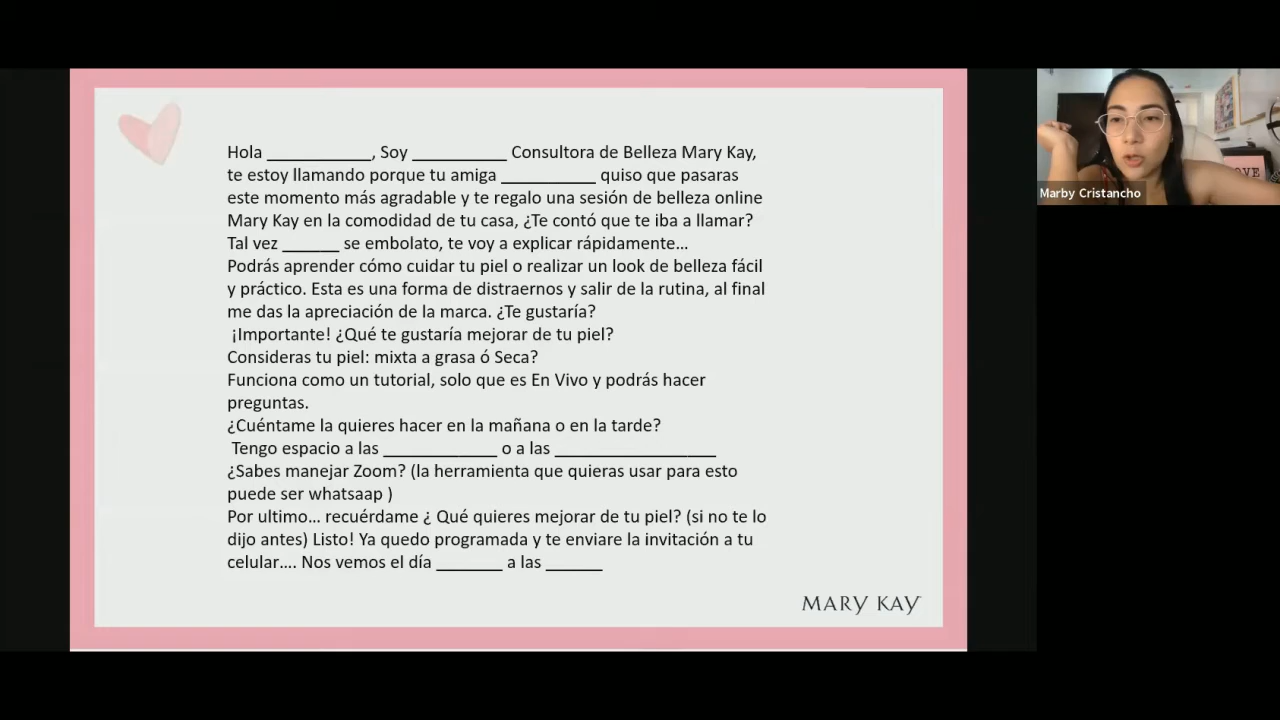 Hola ___________, Soy __________ Consultora de Belleza Mary Kay,
te estoy llamando porque tu amiga __________ quiso que pasaras
este momento más agradable y te regalo una sesión de belleza online
Mary Kay en la comodidad de tu casa, ¿Te contó que te iba a llamar?
Tal vez ______ se embolato, te voy a explicar rápidamente…
Podrás aprender cómo cuidar tu piel o realizar un look de belleza fácil
y práctico. Esta es una forma de distraernos y salir de la rutina, al final
me das la apreciación de la marca. ¿Te gustaría?
¡Importante! ¿Qué te gustaría mejorar de tu piel?
Consideras tu piel: mixta a grasa ó Seca?
Funciona como un tutorial, solo que es En Vivo y podrás hacer
preguntas.
¿Cuéntame la quieres hacer en la mañana o en la tarde?
Tengo espacio a las ____________ o a las _________________
¿Sabes manejar Zoom? (la herramienta que quieras usar para esto
puede ser whatsaap )
Por ultimo… recuérdame ¿ Qué quieres mejorar de tu piel? (si no te lo
dijo antes) Listo! Ya quedo programada y te enviare la invitación a tu
celular…. Nos vemos el día _______ a las ______
MARY KAY
Marby Cristancho